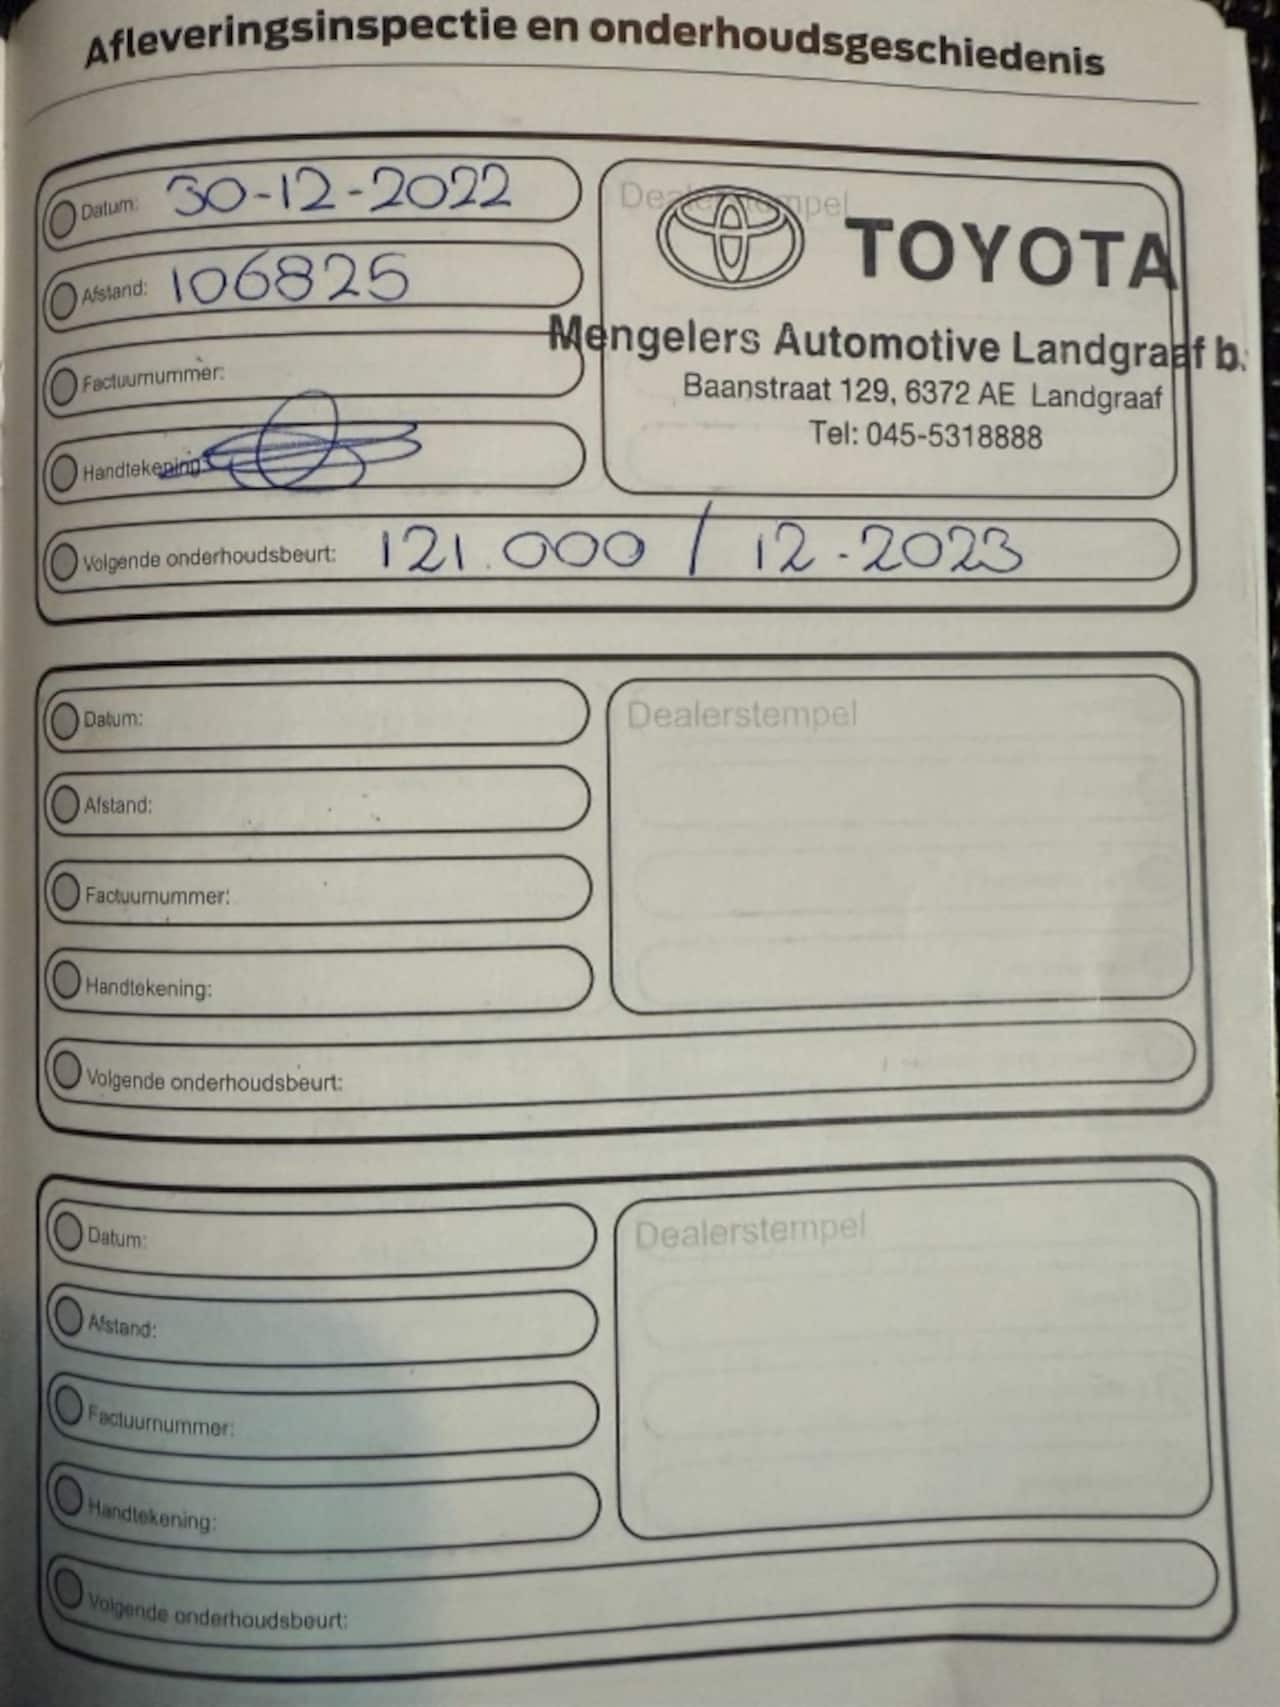 Afleveringsinspectie en onderhoudsgeschiedenis
Datum: 30-12-2022
Afstand: 106825
Factuurnummer:
Handtekening:
Dealerstempel
TOYOTA
Mengelers Automotive Landgraaf b.
Baanstraat 129, 6372 AE Landgraaf
Tel: 045-5318888
Volgende onderhoudsbeurt: 121.000 / 12-2023
Datum:
Afstand:
Factuurnummer:
Handtekening:
Dealerstempel
Volgende onderhoudsbeurt:
Datum:
Afstand:
Factuurnummer:
Handtekening:
Dealerstempel
Volgende onderhoudsbeurt: